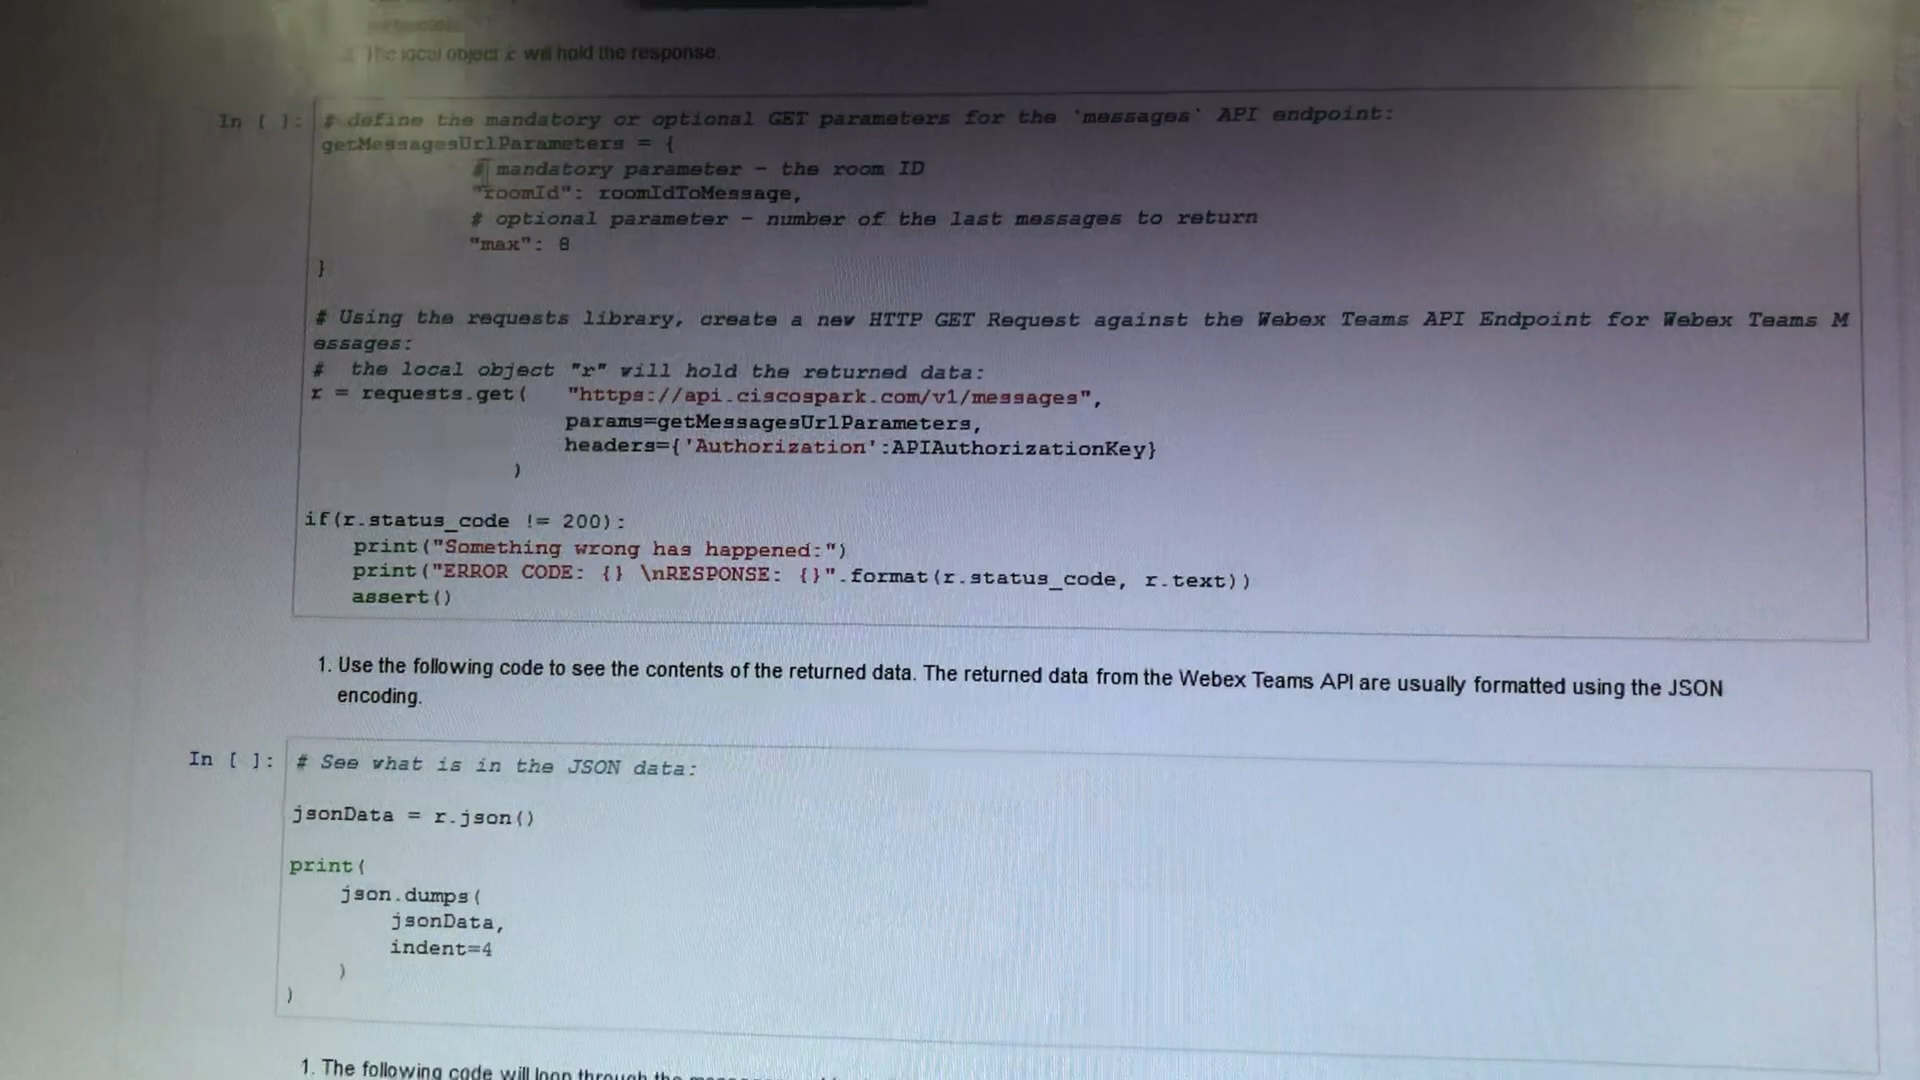 The local object r will hold the response.
In [ ]: # define the mandatory or optional GET parameters for the 'messages' API endpoint:
getMessagesUrlParameters = {
# mandatory parameter - the room ID
"roomId": roomIdToMessage,
# optional parameter - number of the last messages to return
"max": 8
}
# Using the requests library, create a new HTTP GET Request against the Webex Teams API Endpoint for Webex Teams M
essages:
# the local object "r" will hold the returned data:
r = requests.get( "https://api.ciscospark.com/v1/messages",
params=getMessagesUrlParameters,
headers={'Authorization':APIAuthorizationKey}
)
if(r.status_code != 200):
print("Something wrong has happened:")
print("ERROR CODE: {} \nRESPONSE: {}".format(r.status_code, r.text))
assert()
1. Use the following code to see the contents of the returned data. The returned data from the Webex Teams API are usually formatted using the JSON
encoding.
In [ ]: # See what is in the JSON data:
jsonData = r.json()
print(
json.dumps(
jsonData,
indent=4
)
)
1. The following code will loop through the